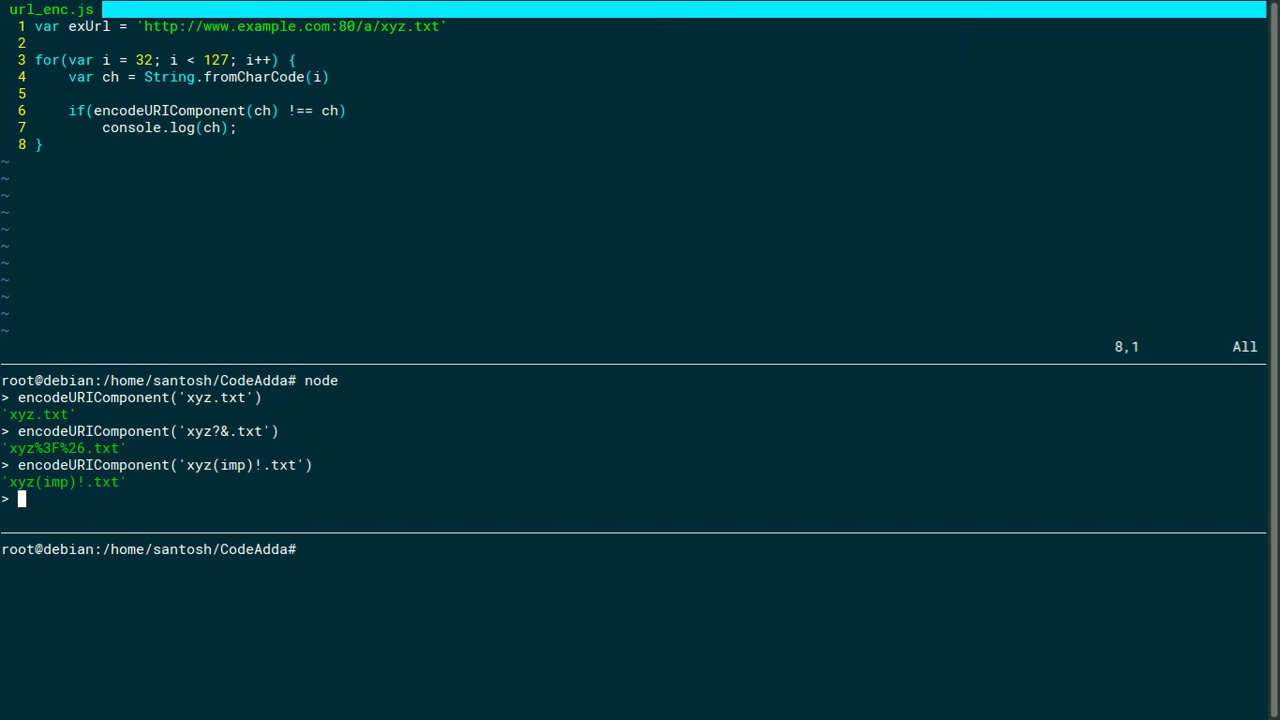 url_enc.js
1 var exUrl = 'http://www.example.com:80/a/xyz.txt'
2
3 for(var i = 32; i < 127; i++) {
4     var ch = String.fromCharCode(i)
5
6     if(encodeURIComponent(ch) !== ch)
7         console.log(ch);
8 }
~
~
~
~
~
~
~
~
~
~
~
8,1 All
root@debian:/home/santosh/CodeAdda# node
> encodeURIComponent('xyz.txt')
'xyz.txt'
> encodeURIComponent('xyz?&.txt')
'xyz%3F%26.txt'
> encodeURIComponent('xyz(imp)!.txt')
'xyz(imp)!.txt'
>
root@debian:/home/santosh/CodeAdda#